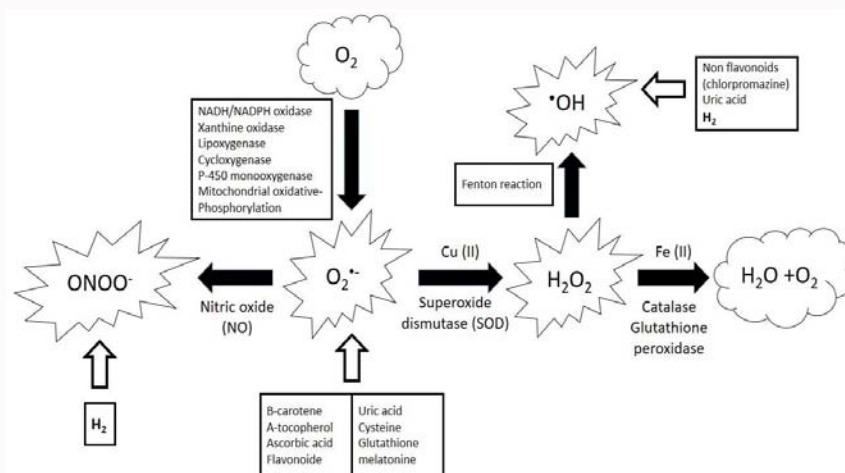 O₂
NADH/NADPH oxidase
Xanthine oxidase
Lipoxygenase
Cycloxygenase
P-450 monooxygenase
Mitochondrial oxidative-
Phosphorylation
•OH
Non flavonoids
(chlorpromazine)
Uric acid
H₂
Fenton reaction
ONOO⁻
Nitric oxide
(NO)
O₂•⁻
Cu (II)
Superoxide
dismutase (SOD)
H₂O₂
Fe (II)
Catalase
Glutathione
peroxidase
H₂O +O₂
H₂
B-carotene
A-tocopherol
Ascorbic acid
Flavonoide
Uric acid
Cysteine
Glutathione
melatonine